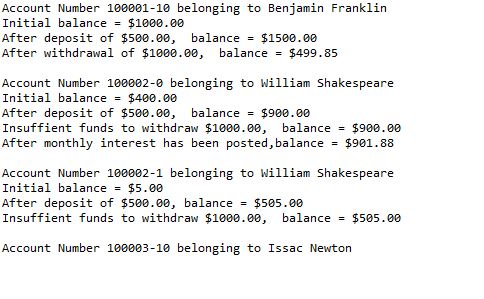 Account Number 100001-10 belonging to Benjamin Franklin
Initial balance = $1000.00
After deposit of $500.00,  balance = $1500.00
After withdrawal of $1000.00,  balance = $499.85
Account Number 100002-0 belonging to William Shakespeare
Initial balance = $400.00
After deposit of $500.00,  balance = $900.00
Insuffient funds to withdraw $1000.00,  balance = $900.00
After monthly interest has been posted,balance = $901.88
Account Number 100002-1 belonging to William Shakespeare
Initial balance = $5.00
After deposit of $500.00, balance = $505.00
Insuffient funds to withdraw $1000.00,  balance = $505.00
Account Number 100003-10 belonging to Issac Newton